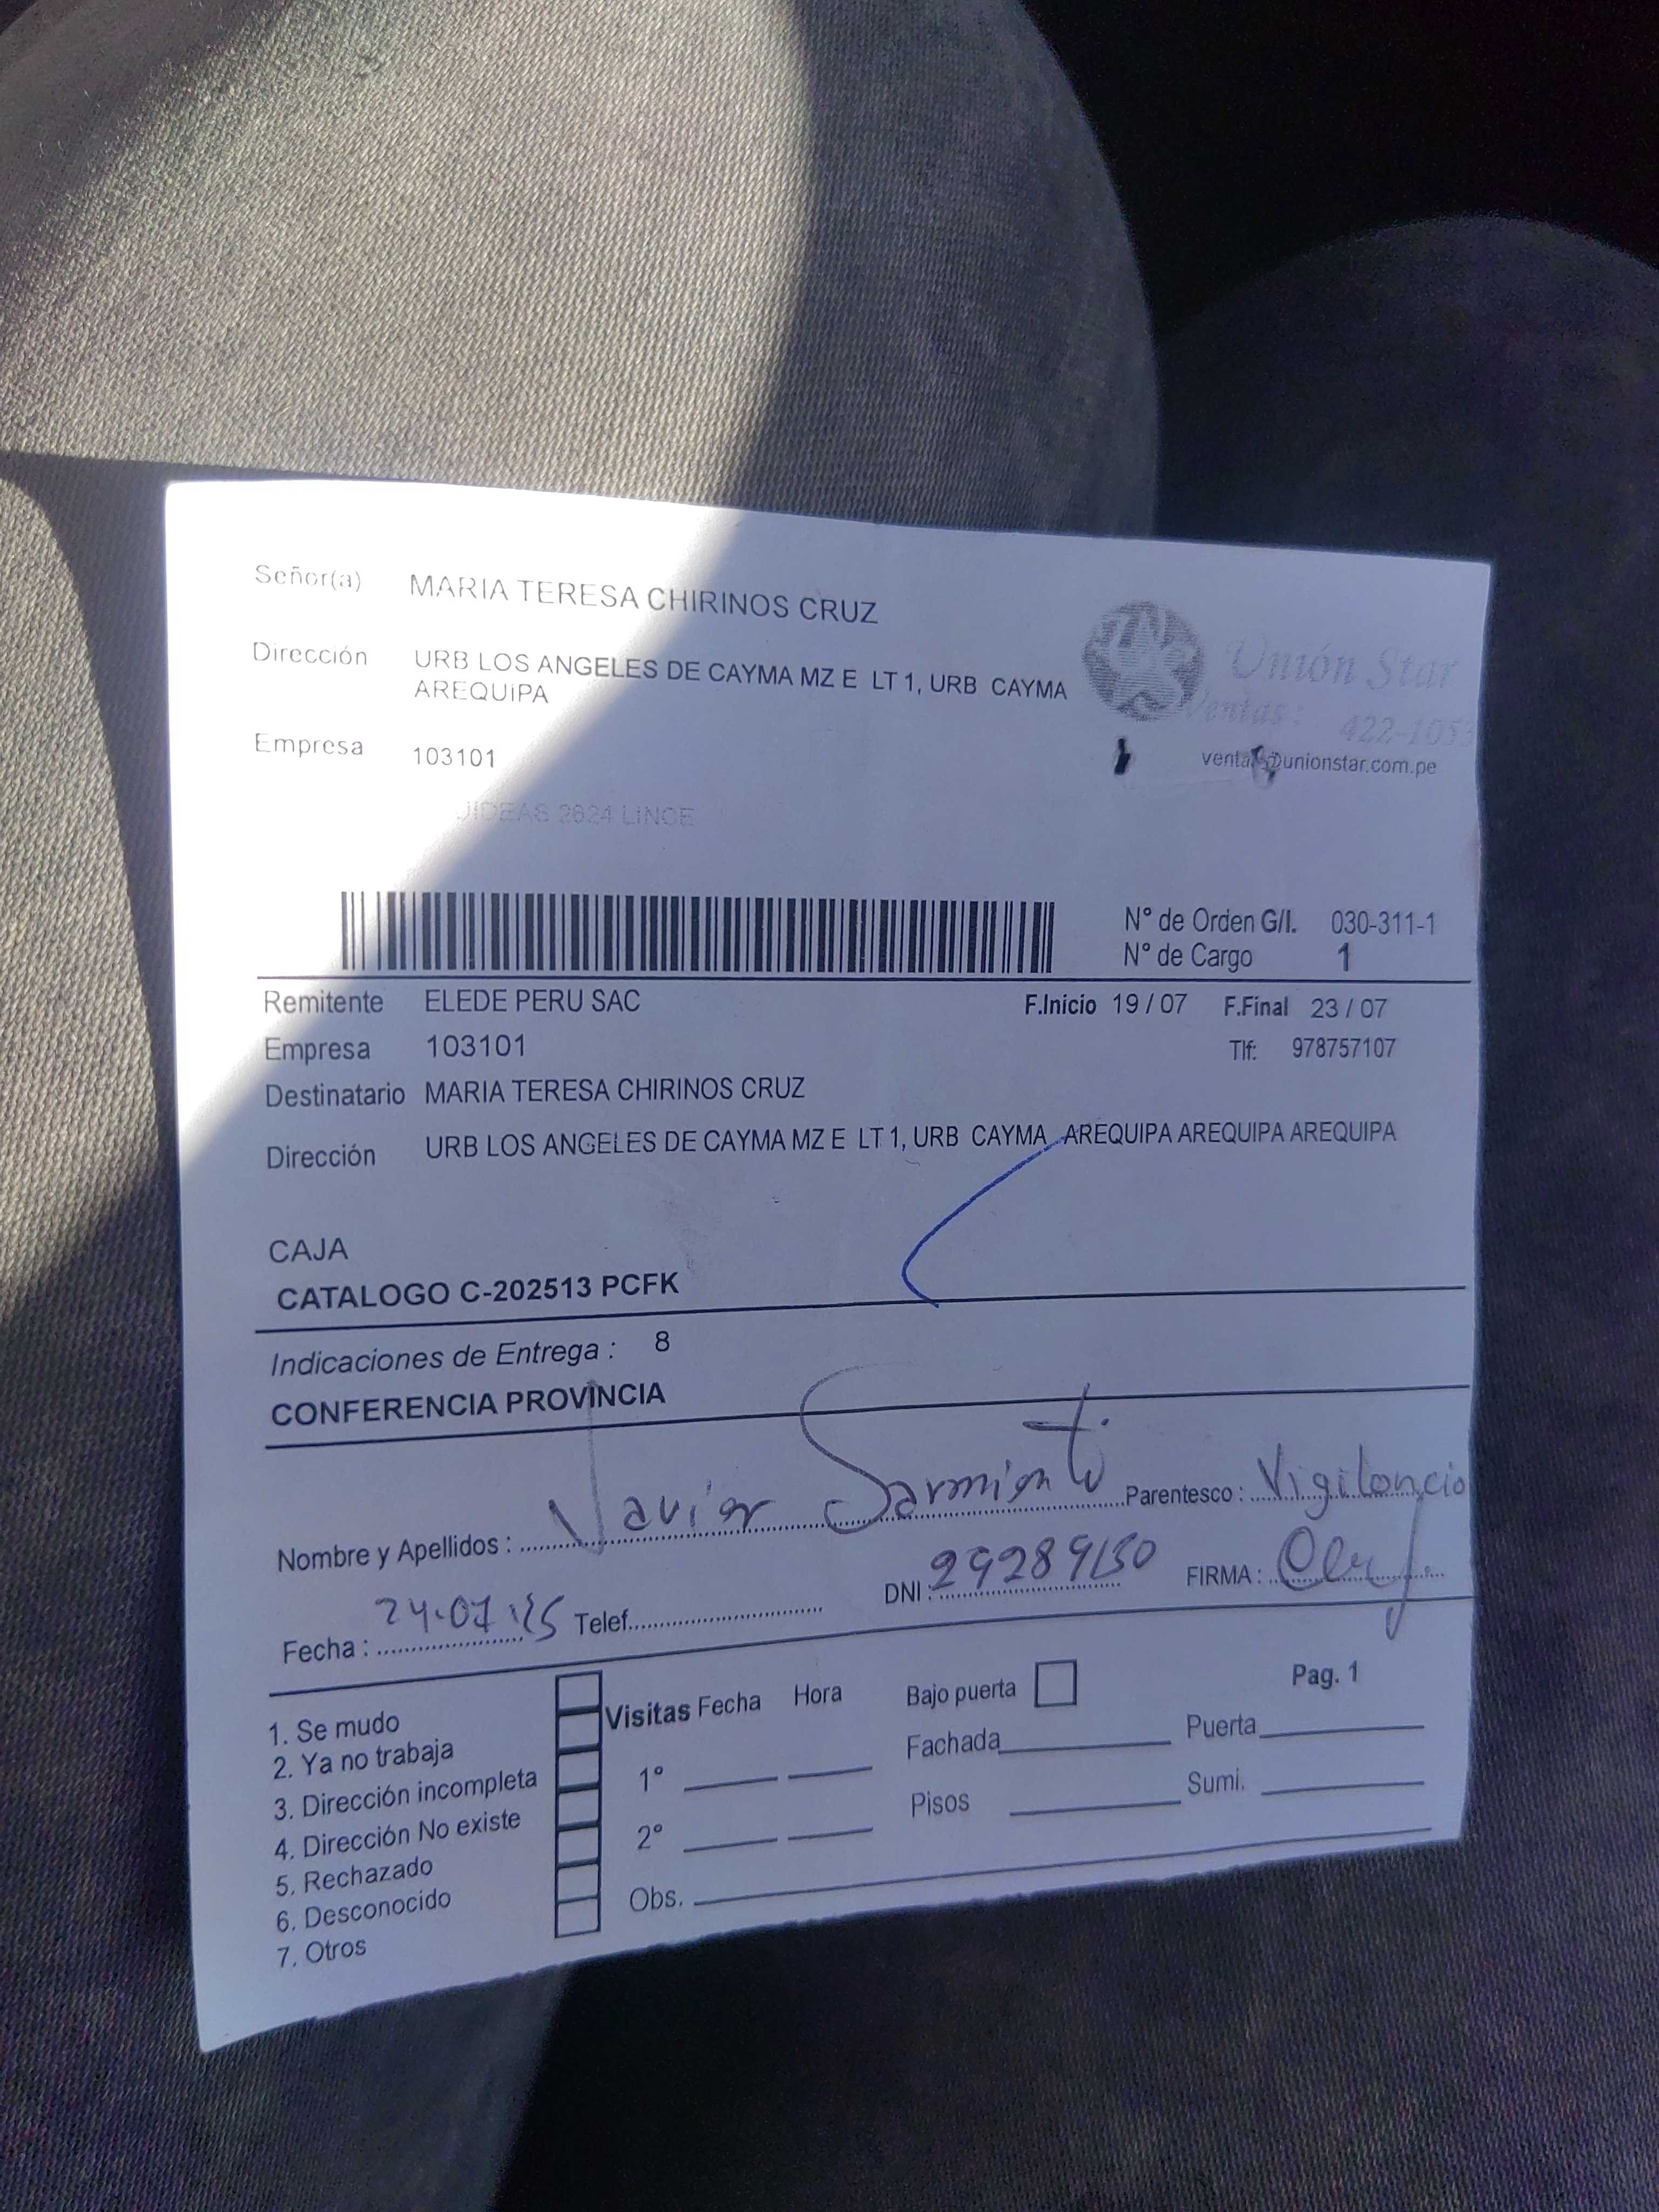 Señor(a) MARIA TERESA CHIRINOS CRUZ
Dirección URB LOS ANGELES DE CAYMA MZ E LT 1, URB CAYMA
AREQUIPA
Unión Star
Ventas: 422-1053
Empresa 103101
ventas@unionstar.com.pe
2624 LINCE
N° de Orden G/I. 030-311-1
N° de Cargo 1
Remitente ELEDE PERU SAC F.Inicio 19 / 07 F.Final 23 / 07
Empresa 103101 Tlf: 978757107
Destinatario MARIA TERESA CHIRINOS CRUZ
Dirección URB LOS ANGELES DE CAYMA MZ E LT 1, URB CAYMA AREQUIPA AREQUIPA AREQUIPA
CAJA
CATALOGO C-202513 PCFK
Indicaciones de Entrega : 8
CONFERENCIA PROVINCIA
Nombre y Apellidos : Javier Sarmiento Parentesco : Vigilancia
Fecha : 24.07.25 Telef. DNI : 29289150 FIRMA :
1. Se mudo
2. Ya no trabaja
3. Dirección incompleta
4. Dirección No existe
5. Rechazado
6. Desconocido
7. Otros
Visitas Fecha Hora
1°
2°
Obs.
Bajo puerta Pag. 1
Fachada Puerta
Pisos Sumi.